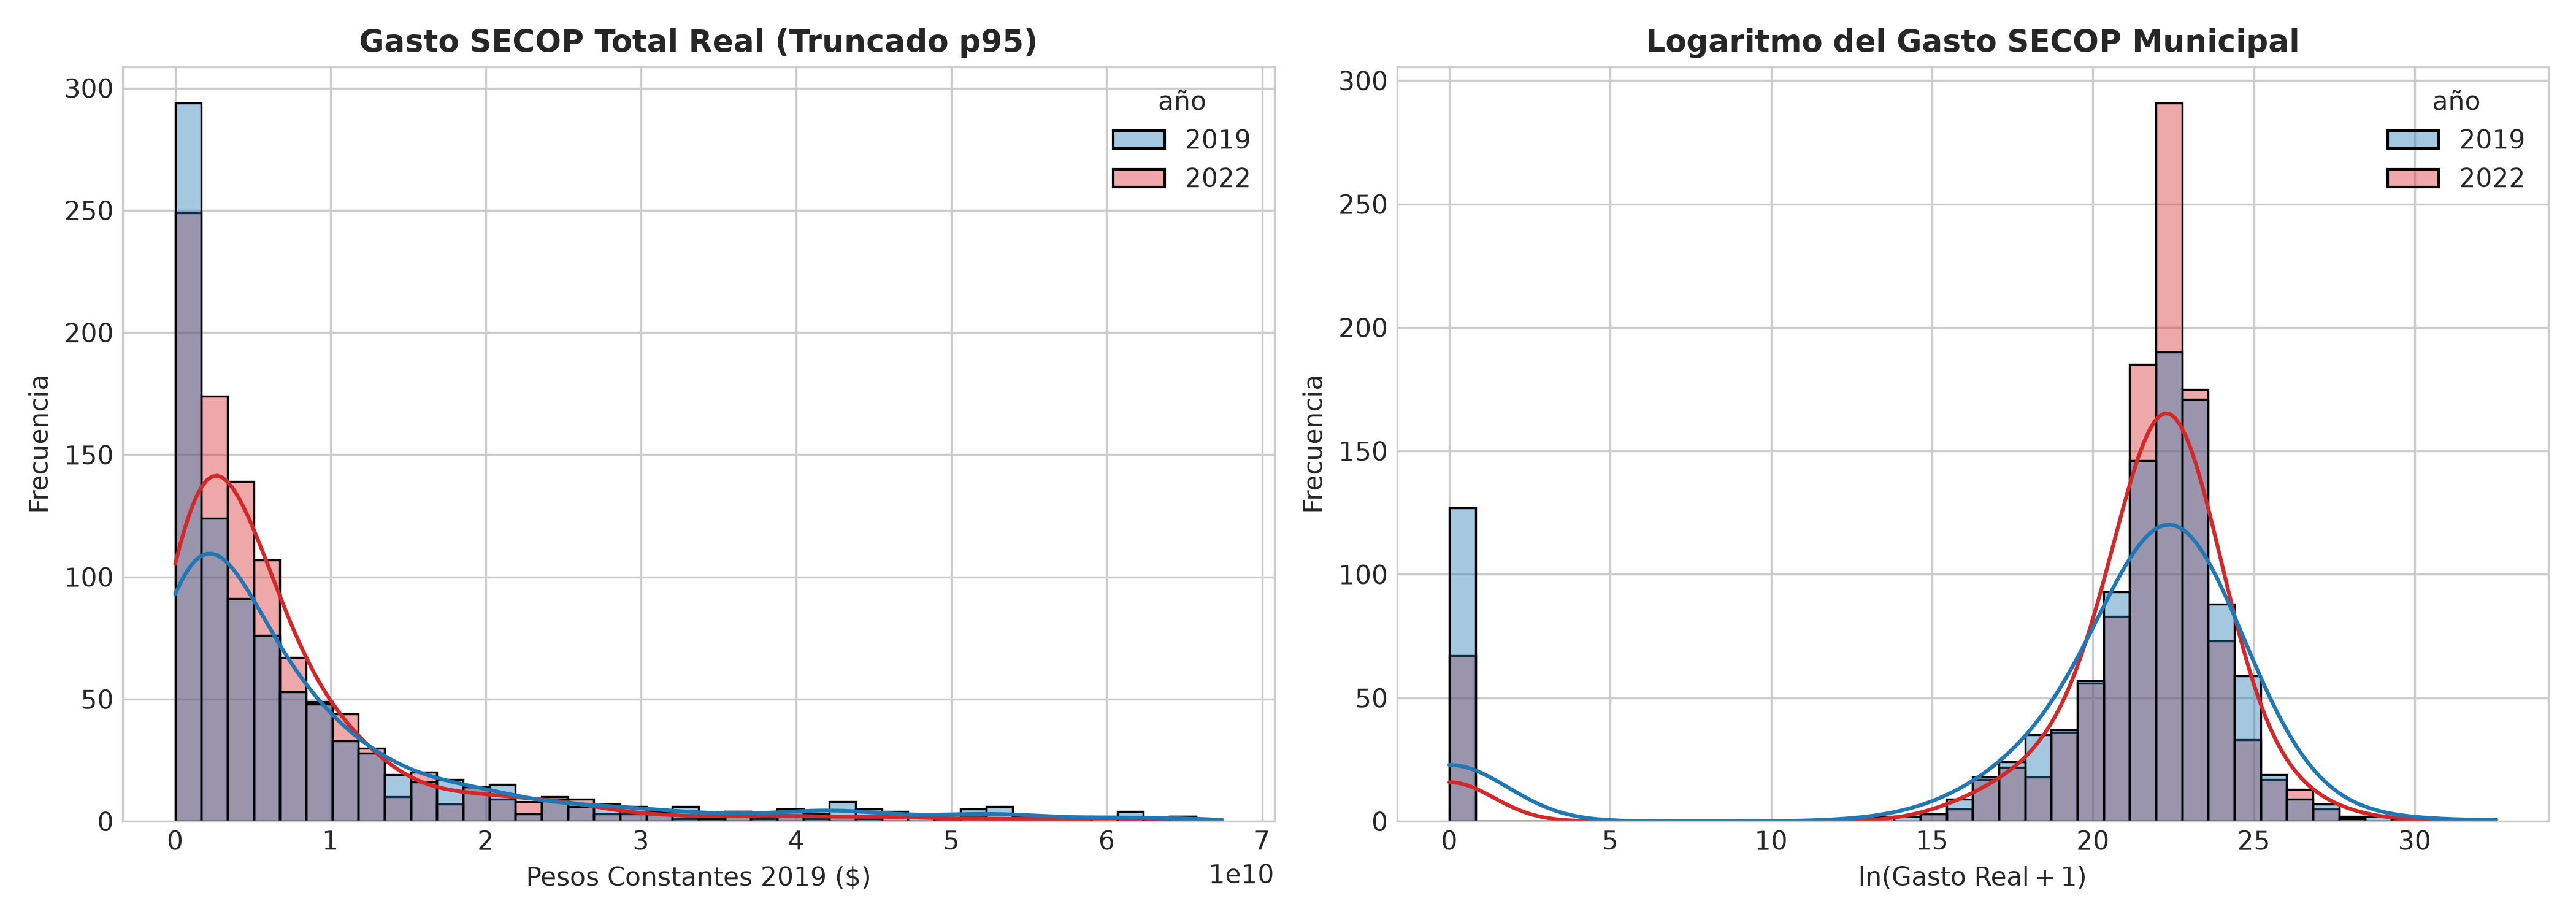 Gasto SECOP Total Real (Truncado p95)
300
250
200
150
100
50
0
Frecuencia
0 1 2 3 4 5 6 7
1e10
Pesos Constantes 2019 ($)
año
2019
2022
Logaritmo del Gasto SECOP Municipal
300
250
200
150
100
50
0
Frecuencia
0 5 10 15 20 25 30
ln(Gasto Real + 1)
año
2019
2022